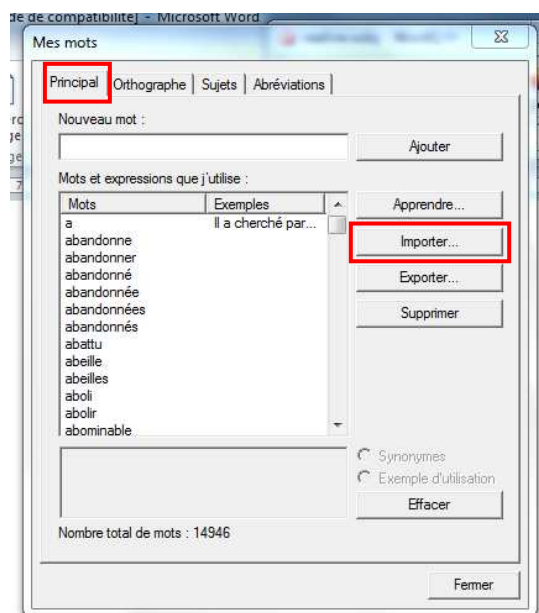 de compatibilité] - Microsoft Word
Mes mots
Principal Orthographe Sujets Abréviations
Nouveau mot :
Ajouter
Mots et expressions que j'utilise :
Mots Exemples
Apprendre...
a Il a cherché par...
abandonne
Importer...
abandonner
abandonné
Exporter...
abandonnée
abandonnées
Supprimer
abandonnés
abattu
abeille
abeilles
aboli
abolir
abominable
Synonymes
Exemple d'utilisation
Effacer
Nombre total de mots : 14946
Fermer